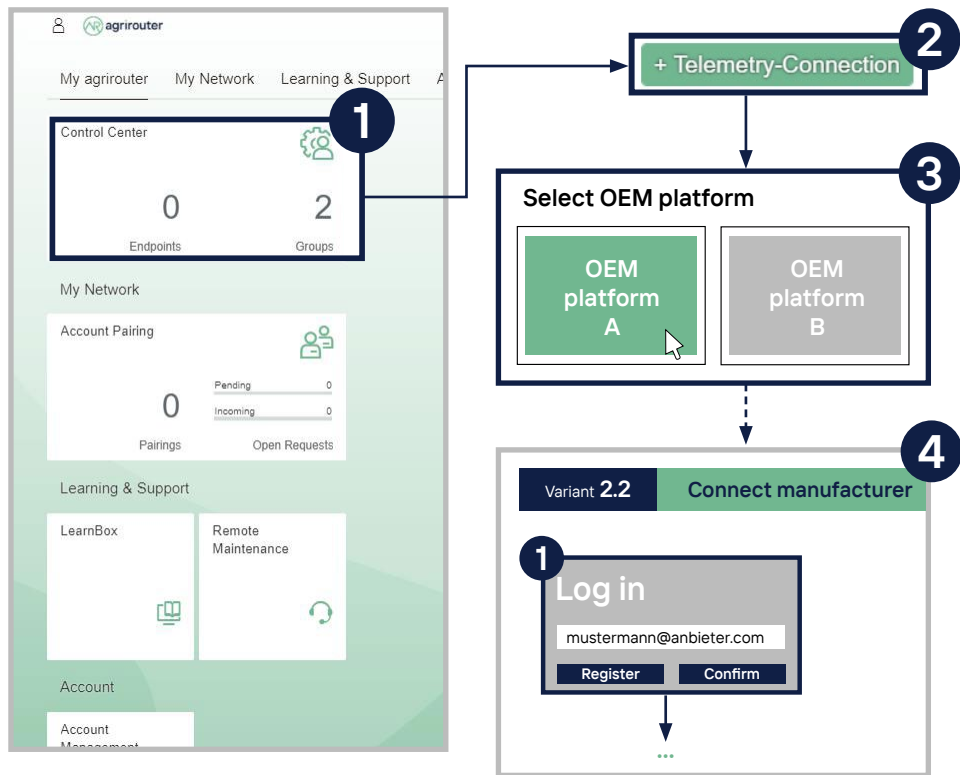 agrirouter
My agrirouter My Network Learning & Support
1
Control Center
0 2
Endpoints Groups
My Network
Account Pairing
Pending 0
0
Incoming 0
Pairings Open Requests
Learning & Support
LearnBox
Remote
Maintenance
Account
Account
Management
2
+ Telemetry-Connection
3
Select OEM platform
OEM
platform
A
OEM
platform
B
4
Variant 2.2 Connect manufacturer
1
Log in
mustermann@anbieter.com
Register Confirm
...